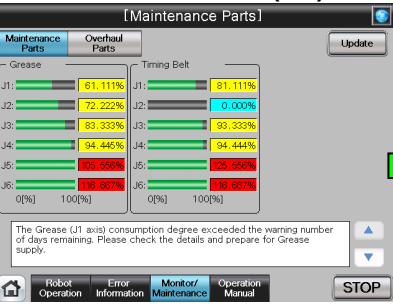 [Maintenance Parts]
Maintenance Parts
Overhaul Parts
Update
Grease
J1: 61.111%
J2: 72.222%
J3: 83.333%
J4: 94.445%
J5: 105.556%
J6: 116.667%
0[%] 100[%]
Timing Belt
J1: 81.111%
J2: 0.000%
J3: 93.333%
J4: 94.445%
J5: 125.556%
J6: 116.667%
0[%] 100[%]
The Grease (J1 axis) consumption degree exceeded the warning number
of days remaining. Please check the details and prepare for Grease
supply.
Robot Operation
Error Information
Monitor/ Maintenance
Operation Manual
STOP